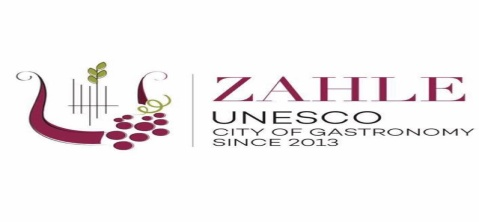 ZAHLE
UNESCO
CITY OF GASTRONOMY
SINCE 2013